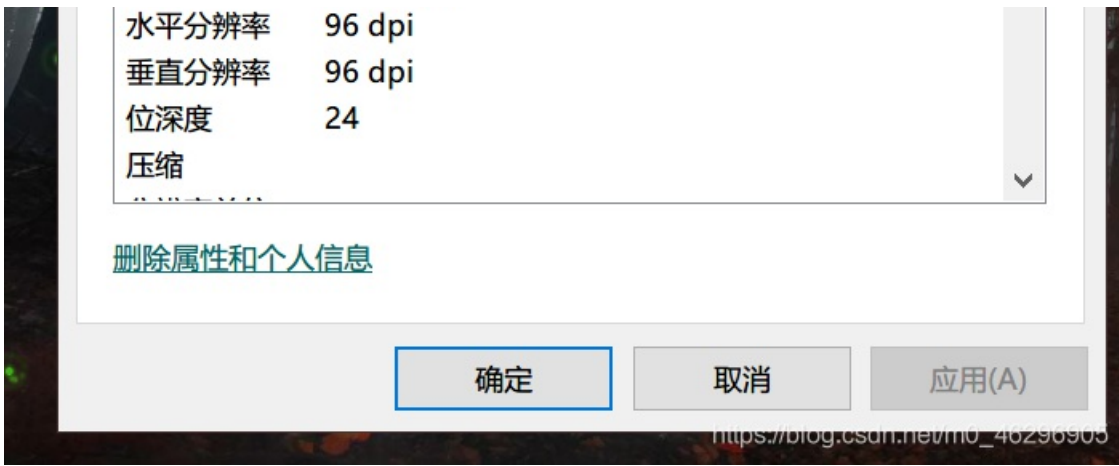 水平分辨率 96 dpi
垂直分辨率 96 dpi
位深度 24
压缩
删除属性和个人信息
确定 取消 应用(A)
https://blog.csdn.net/m0_46296905